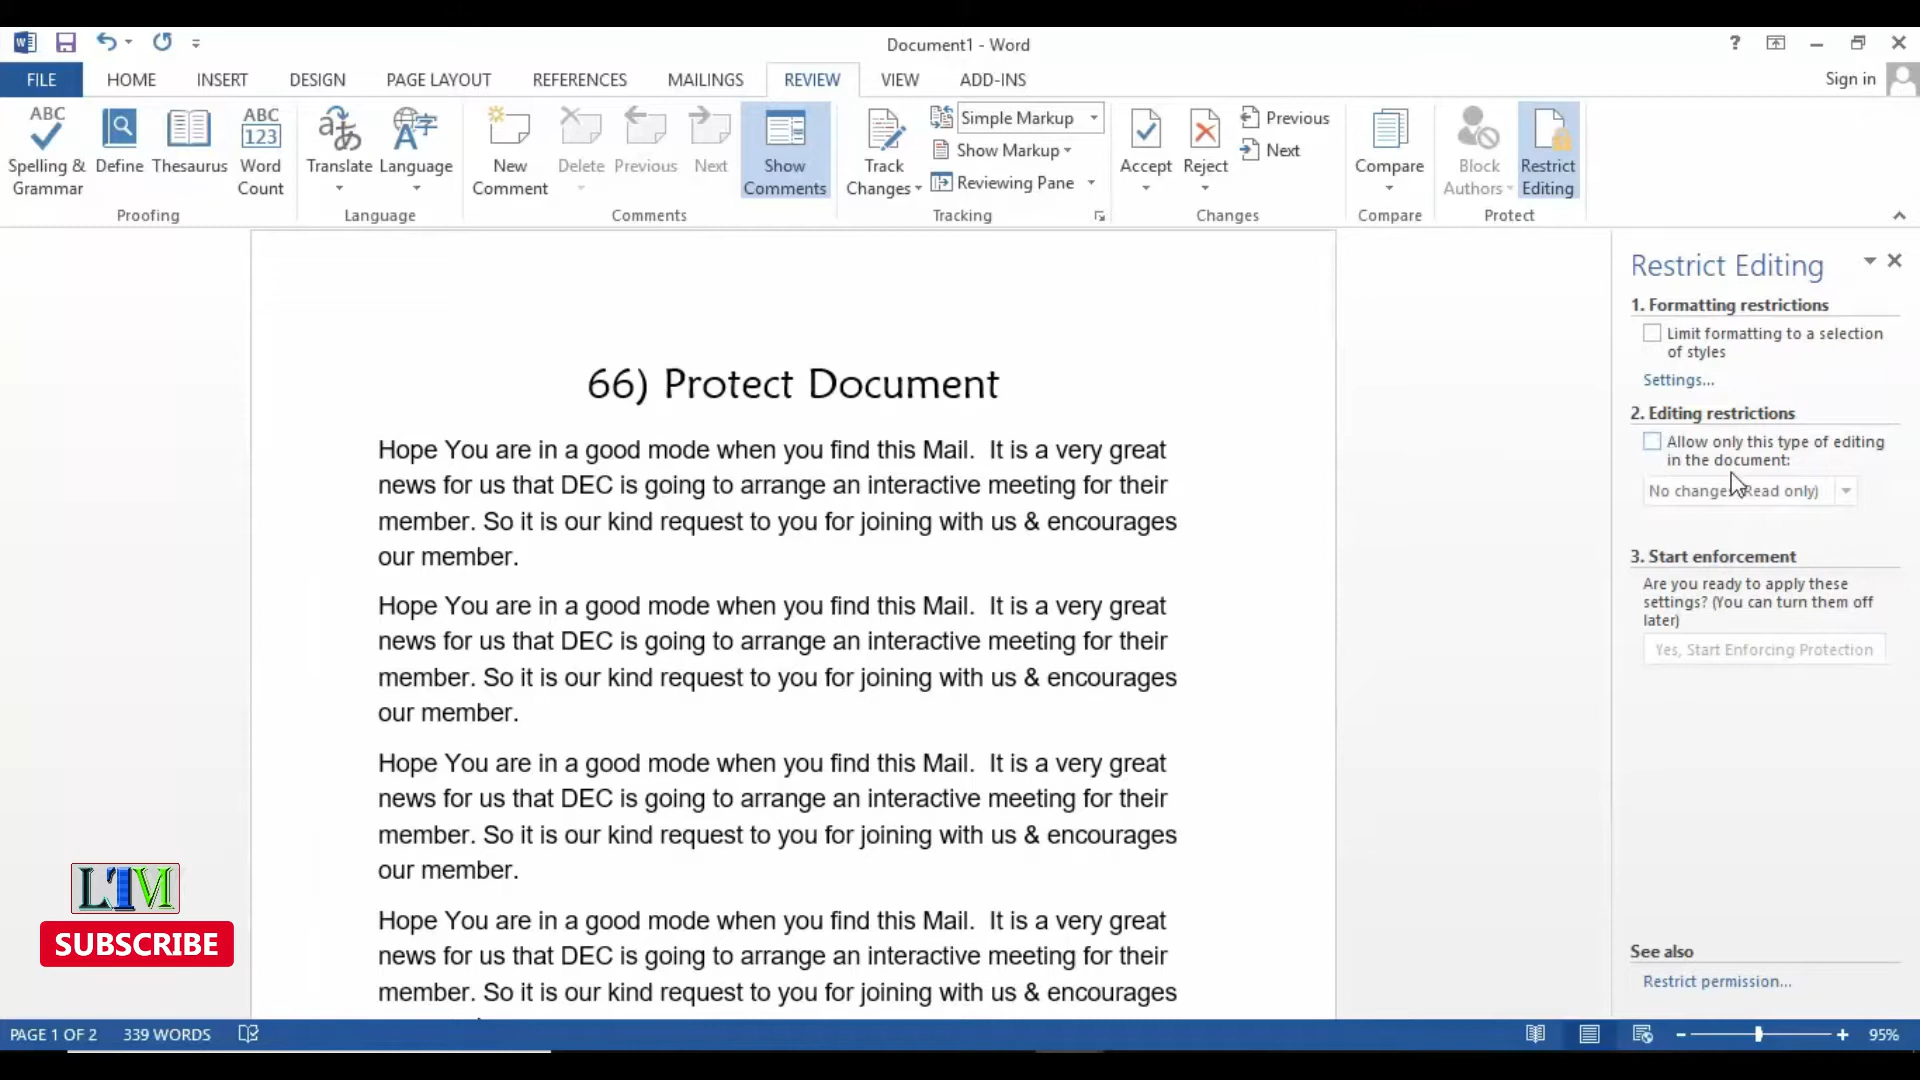 Document1 - Word
FILE HOME INSERT DESIGN PAGE LAYOUT REFERENCES MAILINGS REVIEW VIEW ADD-INS Sign in
ABC
Spelling &
Grammar
Define
Thesaurus
ABC
123
Word
Count
Proofing
Translate
Language
Language
New
Comment
Delete
Previous
Next
Show
Comments
Comments
Track
Changes
Simple Markup
Show Markup
Reviewing Pane
Tracking
Accept
Reject
Previous
Next
Changes
Compare
Compare
Block
Authors
Restrict
Editing
Protect
66) Protect Document
Hope You are in a good mode when you find this Mail.  It is a very great
news for us that DEC is going to arrange an interactive meeting for their
member. So it is our kind request to you for joining with us & encourages
our member.
Hope You are in a good mode when you find this Mail.  It is a very great
news for us that DEC is going to arrange an interactive meeting for their
member. So it is our kind request to you for joining with us & encourages
our member.
Hope You are in a good mode when you find this Mail.  It is a very great
news for us that DEC is going to arrange an interactive meeting for their
member. So it is our kind request to you for joining with us & encourages
our member.
Hope You are in a good mode when you find this Mail.  It is a very great
news for us that DEC is going to arrange an interactive meeting for their
member. So it is our kind request to you for joining with us & encourages
Restrict Editing
1. Formatting restrictions
Limit formatting to a selection
of styles
Settings...
2. Editing restrictions
Allow only this type of editing
in the document:
No change Read only)
3. Start enforcement
Are you ready to apply these
settings? (You can turn them off
later)
Yes, Start Enforcing Protection
See also
Restrict permission...
LTM
SUBSCRIBE
PAGE 1 OF 2 339 WORDS 95%